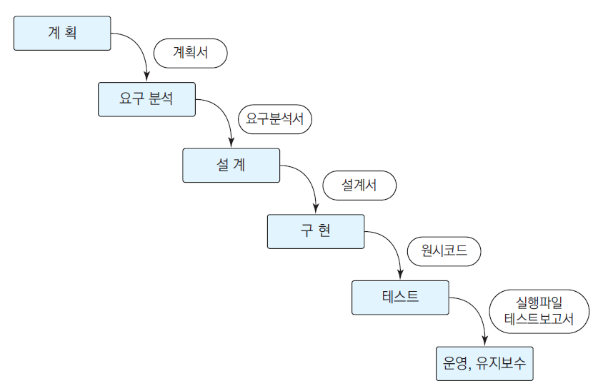 계 획
계획서
요구 분석
요구분석서
설 계
설계서
구 현
원시코드
테스트
실행파일
테스트보고서
운영, 유지보수